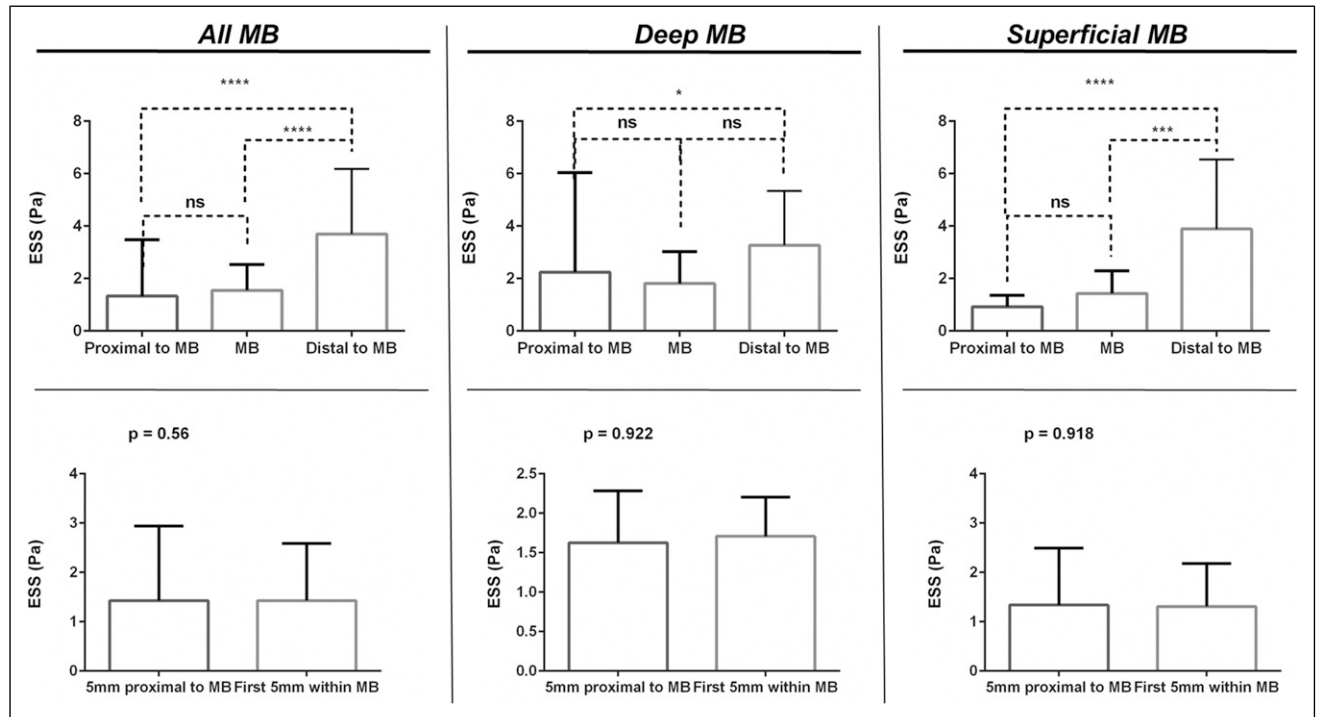 All MB
Deep MB
Superficial MB
****
****
ns
ESS (Pa)
8
6
4
2
0
Proximal to MB MB Distal to MB
*
ns ns
ESS (Pa)
8
6
4
2
0
Proximal to MB MB Distal to MB
****
***
ns
ESS (Pa)
8
6
4
2
0
Proximal to MB MB Distal to MB
p = 0.56
ESS (Pa)
4
3
2
1
0
5mm proximal to MB First 5mm within MB
p = 0.922
ESS (Pa)
2.5
2.0
1.5
1.0
0.5
0.0
5mm proximal to MB First 5mm within MB
p = 0.918
ESS (Pa)
4
3
2
1
0
5mm proximal to MB First 5mm within MB